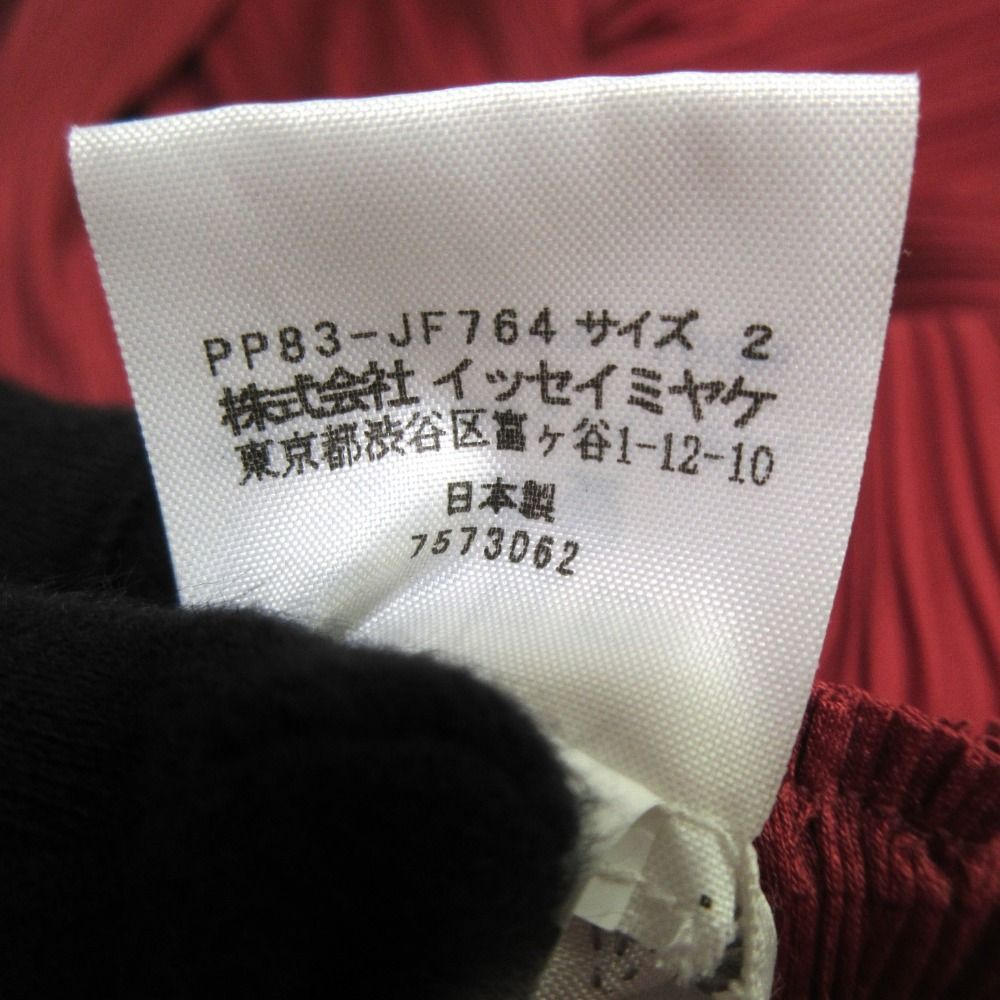 PP83-JF764 サイズ 2
株式会社 イッセイミヤケ
東京都渋谷区富ヶ谷1-12-10
日本製
7573062